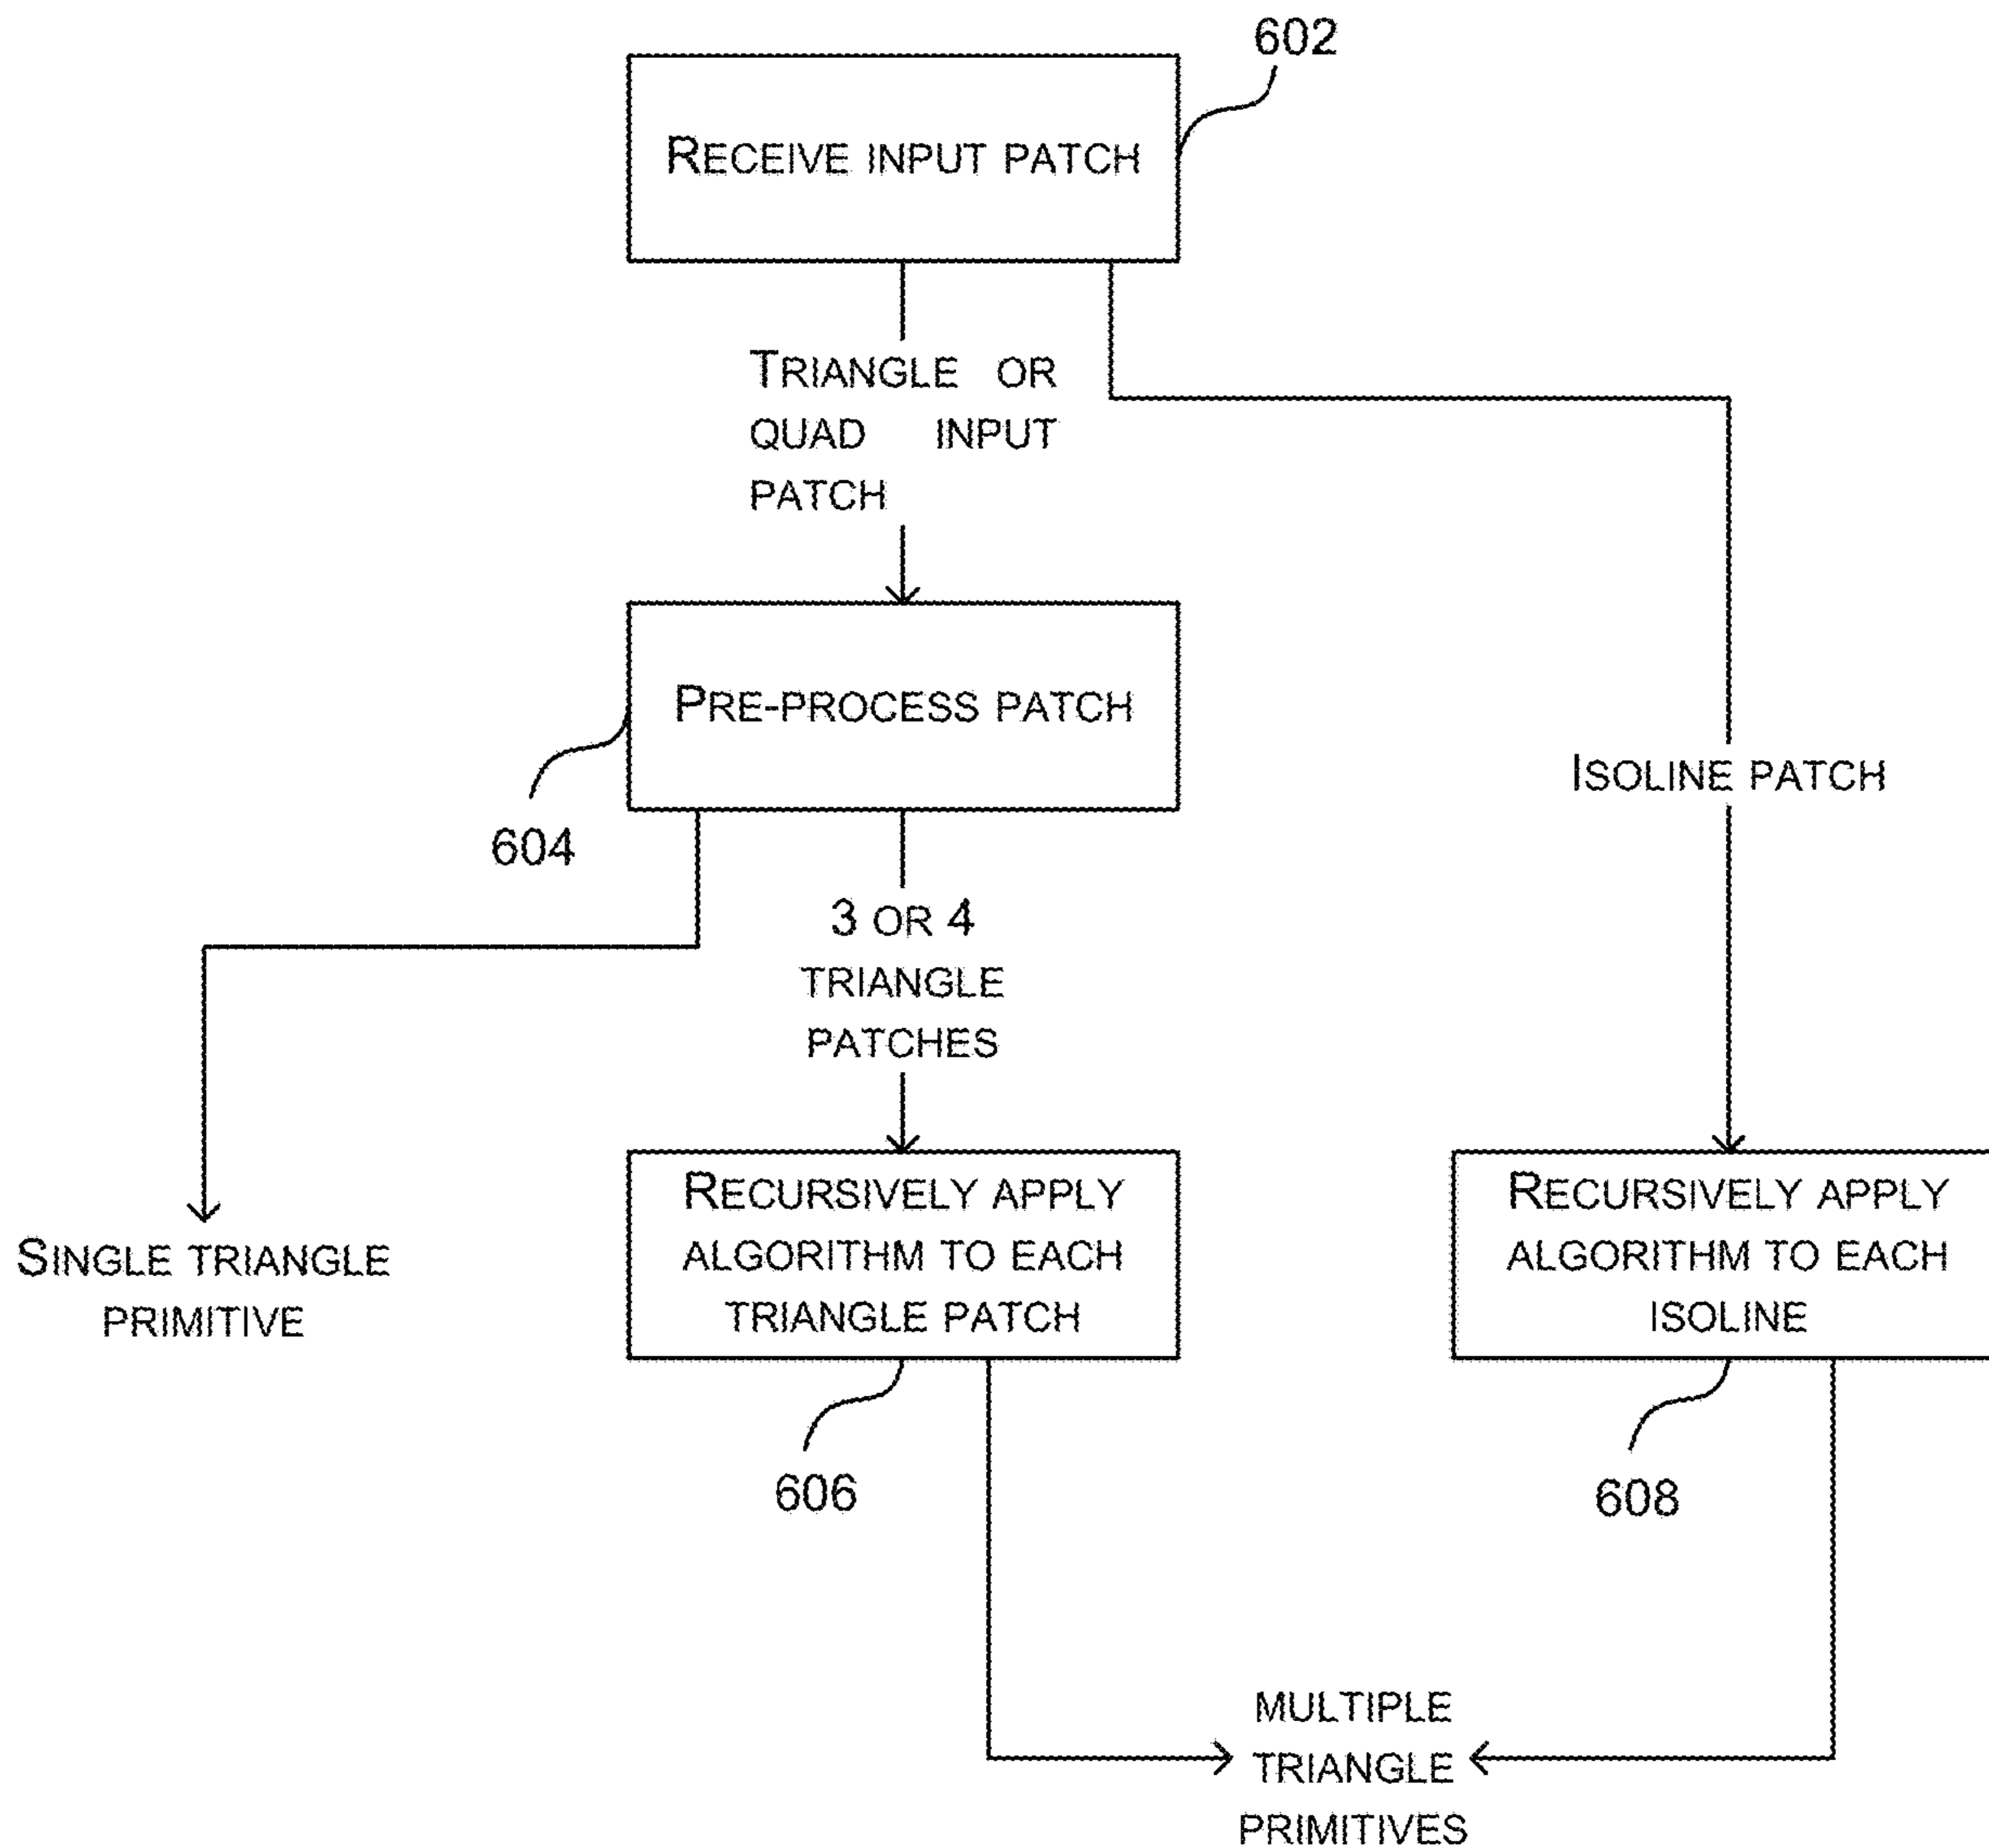 602
RECEIVE INPUT PATCH
TRIANGLE OR
QUAD INPUT
PATCH
PRE-PROCESS PATCH
ISOLINE PATCH
604
3 OR 4
TRIANGLE
PATCHES
SINGLE TRIANGLE
PRIMITIVE
RECURSIVELY APPLY
ALGORITHM TO EACH
TRIANGLE PATCH
RECURSIVELY APPLY
ALGORITHM TO EACH
ISOLINE
606
608
MULTIPLE
TRIANGLE
PRIMITIVES